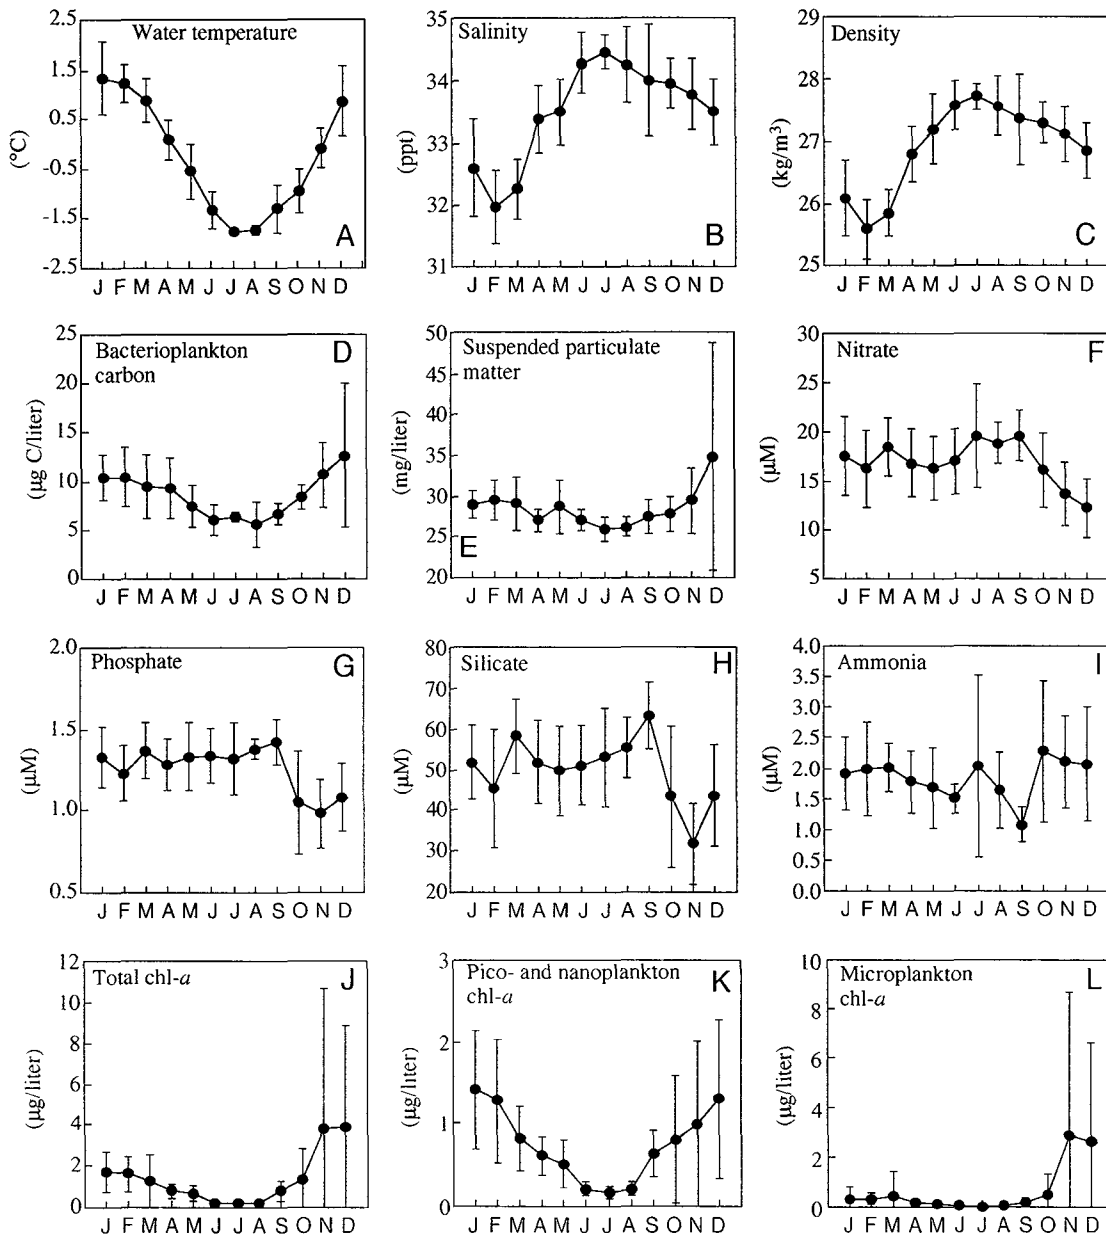 2.5
1.5
0.5
-0.5
-1.5
-2.5
(°C)
Water temperature
A
J F M A M J J A S O N D
35
34
33
32
31
(ppt)
Salinity
B
J F M A M J J A S O N D
29
28
27
26
25
(kg/m³)
Density
C
J F M A M J J A S O N D
25
20
15
10
5
0
(µg C/liter)
Bacterioplankton
carbon
D
J F M A M J J A S O N D
50
45
40
35
30
25
20
(mg/liter)
Suspended particulate
matter
E
J F M A M J J A S O N D
30
25
20
15
10
5
(µM)
Nitrate
F
J F M A M J J A S O N D
2.0
1.5
1.0
0.5
(µM)
Phosphate
G
J F M A M J J A S O N D
80
70
60
50
40
30
20
(µM)
Silicate
H
J F M A M J J A S O N D
4.0
3.5
3.0
2.5
2.0
1.5
1.0
0.5
0.0
(µM)
Ammonia
I
J F M A M J J A S O N D
12
10
8
6
4
2
0
(µg/liter)
Total chl-a
J
J F M A M J J A S O N D
3
2
1
0
(µg/liter)
Pico- and nanoplankton
chl-a
K
J F M A M J J A S O N D
10
8
6
4
2
0
(µg/liter)
Microplankton
chl-a
L
J F M A M J J A S O N D